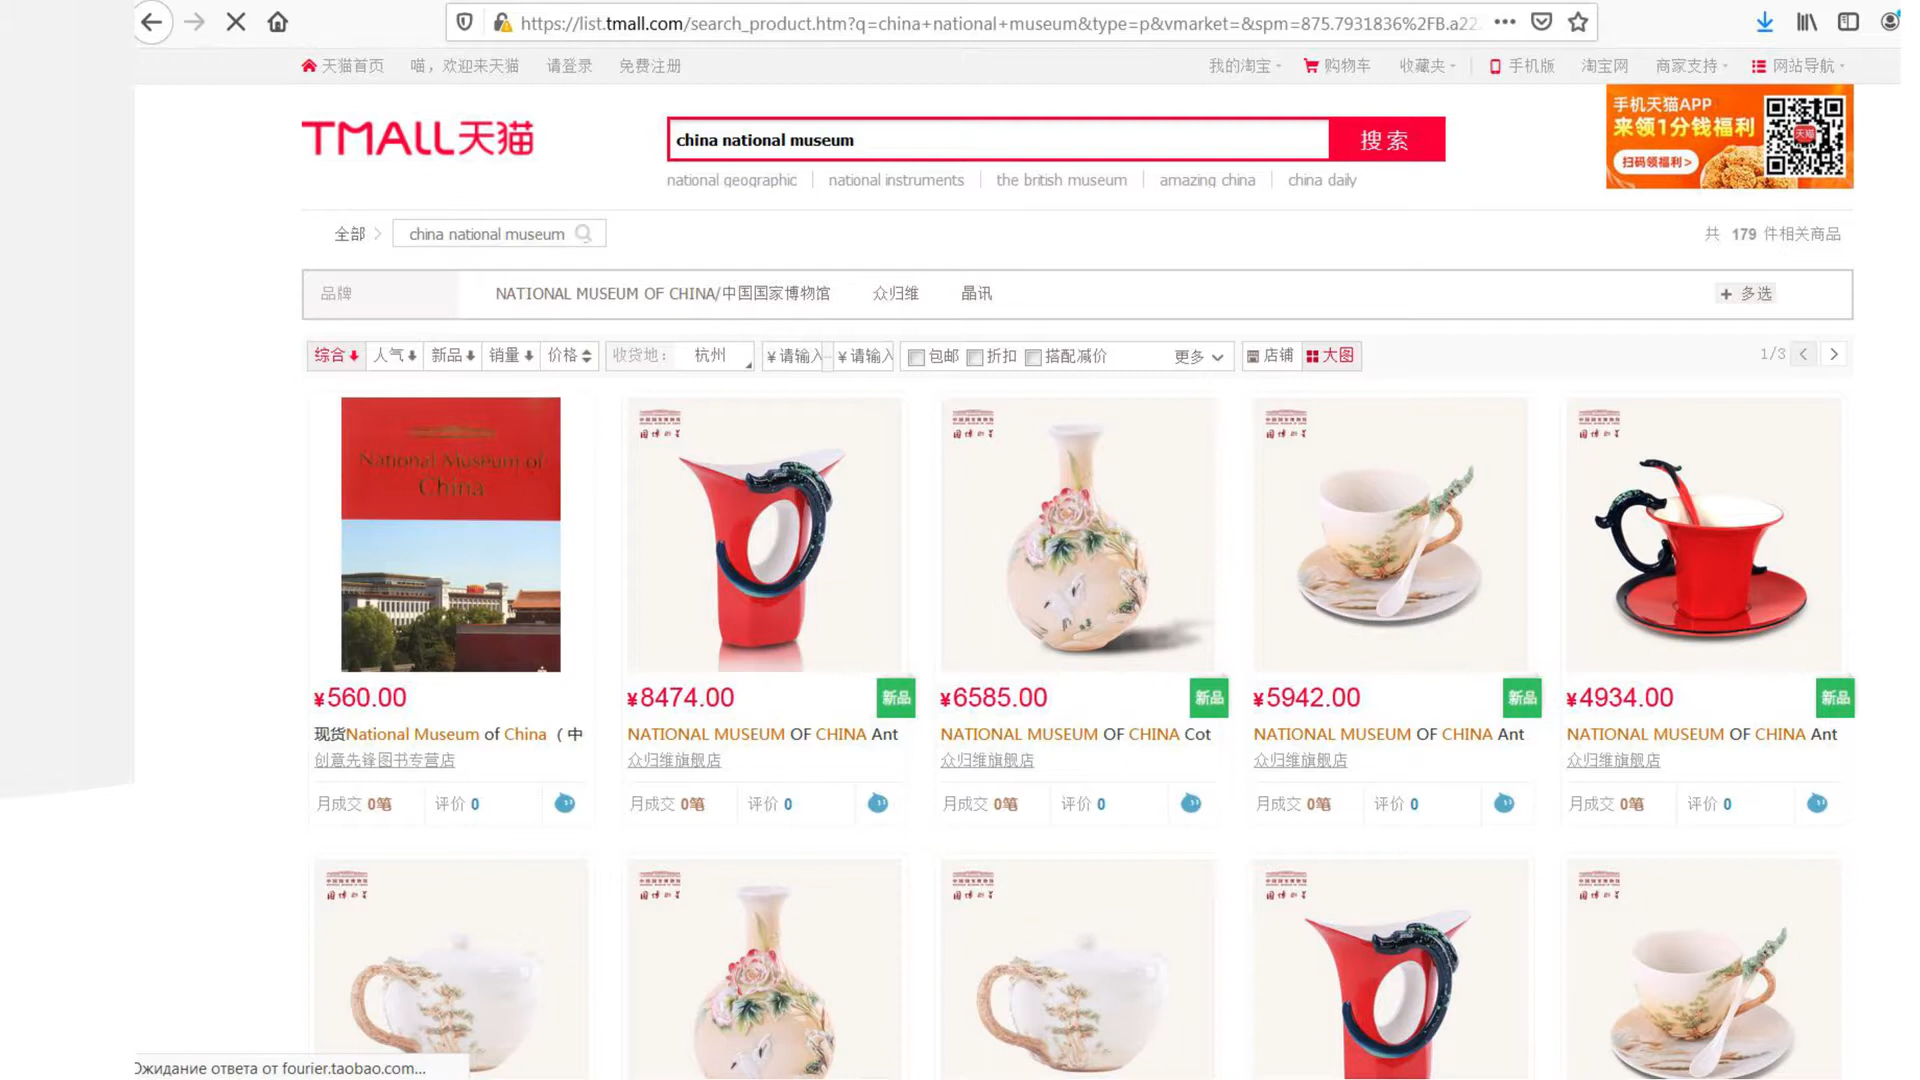 https://list.tmall.com/search_product.htm?q=china+national+museum&type=p&vmarket=&spm=875.7931836%2FB.a22
天猫首页 喵，欢迎来天猫 请登录 免费注册 我的淘宝 购物车 收藏夹 手机版 淘宝网 商家支持 网站导航
手机天猫APP
来领1分钱福利
扫码领福利>
天猫
TMALL天猫
china national museum 搜索
national geographic national instruments the british museum amazing china china daily
全部 > china national museum 共 179 件相关商品
品牌 NATIONAL MUSEUM OF CHINA/中国国家博物馆 众归维 晶讯 + 多选
综合 人气 新品 销量 价格 收货地： 杭州 ¥请输入 ¥请输入 包邮 折扣 搭配减价 更多 店铺 大图 1/3
National Museum of
China
¥560.00 ¥8474.00 新品 ¥6585.00 新品 ¥5942.00 新品 ¥4934.00 新品
现货National Museum of China（中 NATIONAL MUSEUM OF CHINA Ant NATIONAL MUSEUM OF CHINA Cot NATIONAL MUSEUM OF CHINA Ant NATIONAL MUSEUM OF CHINA Ant
创意先锋图书专营店 众归维旗舰店 众归维旗舰店 众归维旗舰店 众归维旗舰店
月成交 0笔 评价 0 月成交 0笔 评价 0 月成交 0笔 评价 0 月成交 0笔 评价 0 月成交 0笔 评价 0
Ожидание ответа от fourier.taobao.com...